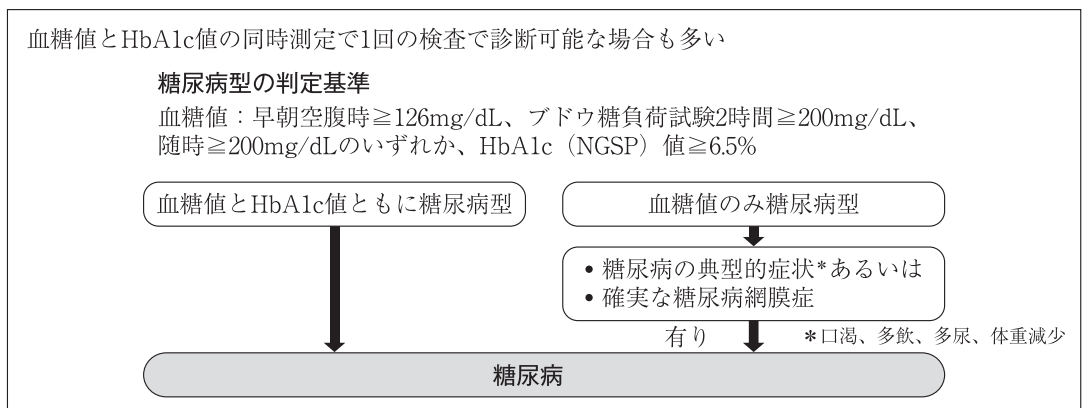 血糖値とHbA1c値の同時測定で1回の検査で診断可能な場合も多い
糖尿病型の判定基準
血糖値：早朝空腹時≧126mg/dL、ブドウ糖負荷試験2時間≧200mg/dL、
随時≧200mg/dLのいずれか、HbA1c（NGSP）値≧6.5%
血糖値とHbA1c値ともに糖尿病型
血糖値のみ糖尿病型
• 糖尿病の典型的症状*あるいは
• 確実な糖尿病網膜症
有り
*口渇、多飲、多尿、体重減少
糖尿病